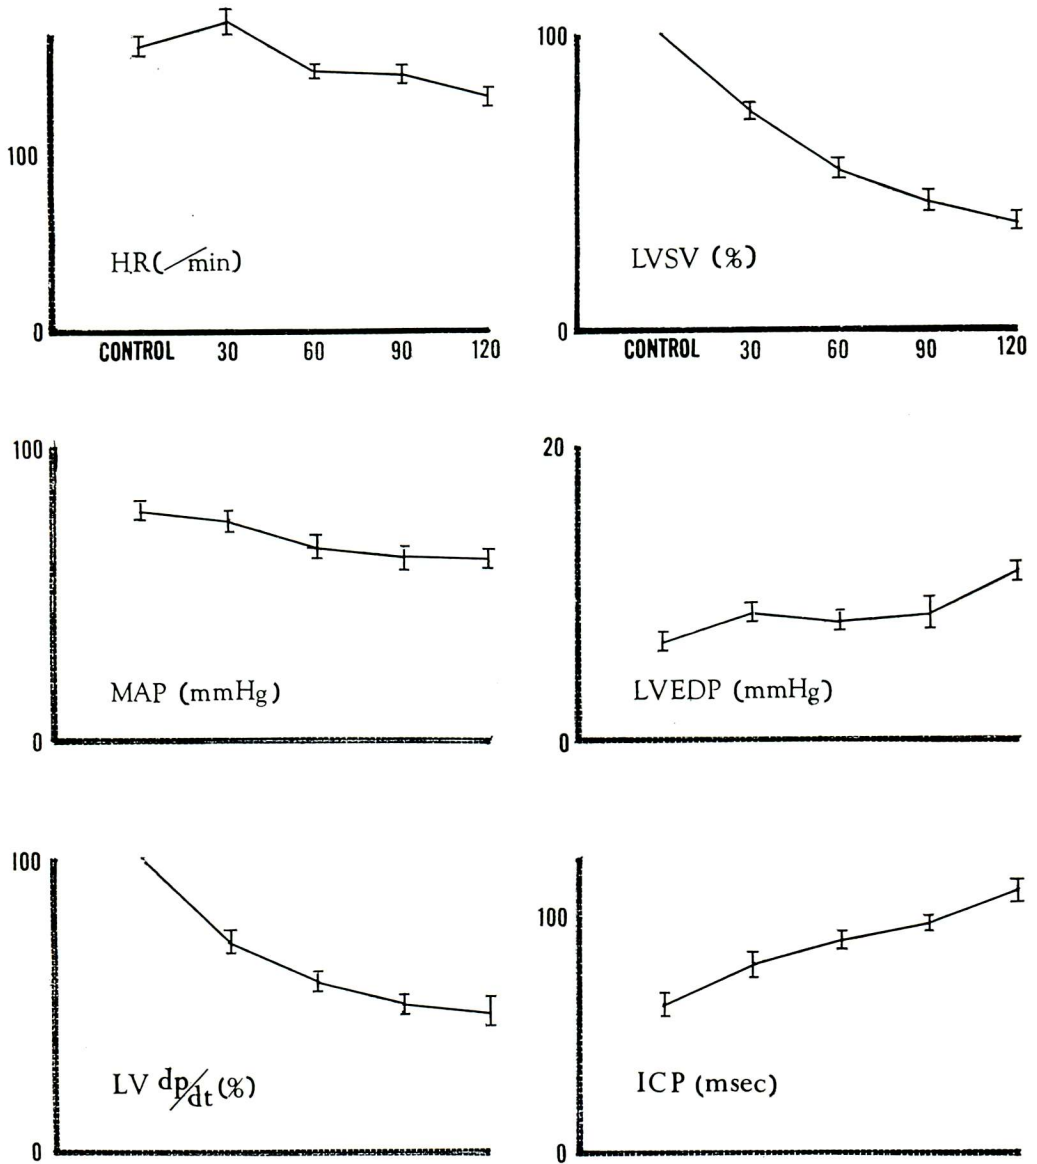 100
HR(/min)
0
CONTROL 30 60 90 120
100
LVSV (%)
0
CONTROL 30 60 90 120
100
MAP (mmHg)
0
20
LVEDP (mmHg)
0
100
LV dp/dt (%)
0
100
ICP (msec)
0